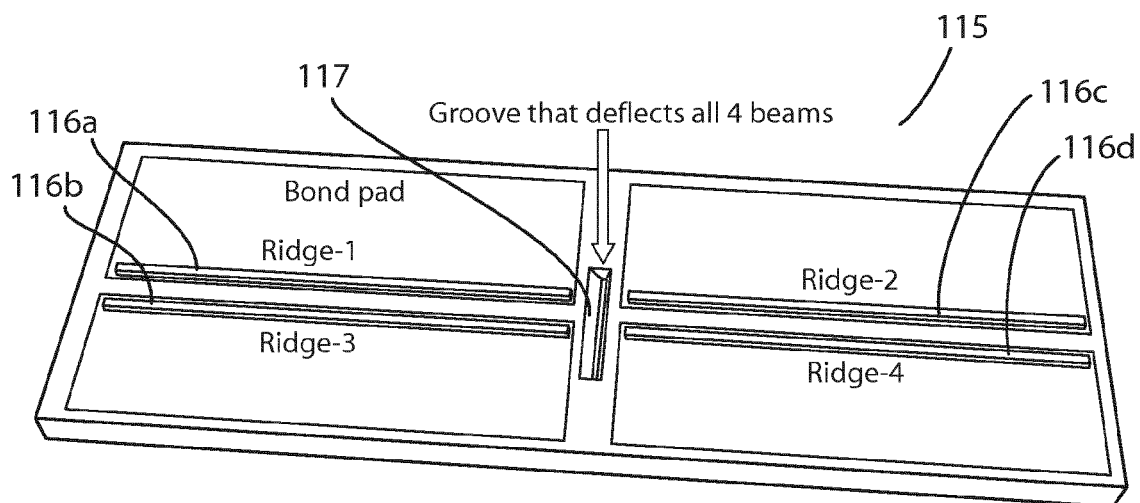 115
117
Groove that deflects all 4 beams
116c
116a
116d
116b
Bond pad
Ridge-1
Ridge-2
Ridge-3
Ridge-4